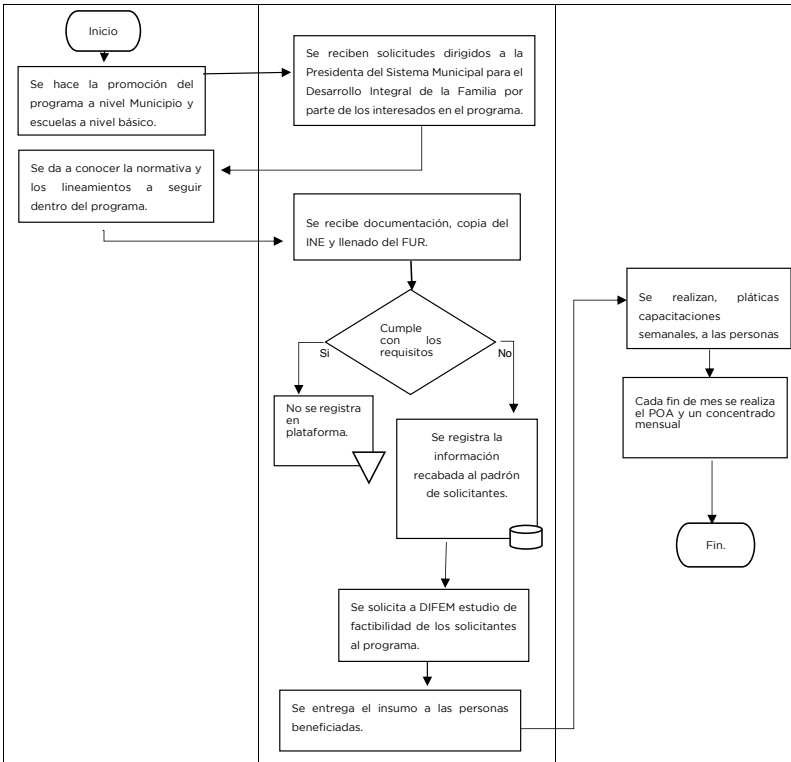 Inicio
Se hace la promoción del
programa a nivel Municipio y
escuelas a nivel básico.
Se reciben solicitudes dirigidos a la
Presidenta del Sistema Municipal para el
Desarrollo Integral de la Familia por
parte de los interesados en el programa.
Se da a conocer la normativa y
los lineamientos a seguir
dentro del programa.
Se recibe documentación, copia del
INE y llenado del FUR.
Cumple
con los
requisitos
Si
No
No se registra
en
plataforma.
Se registra la
información
recabada al padrón
de solicitantes.
Se solicita a DIFEM estudio de
factibilidad de los solicitantes
al programa.
Se entrega el insumo a las personas
beneficiadas.
Se realizan, pláticas
capacitaciones
semanales, a las personas
Cada fin de mes se realiza
el POA y un concentrado
mensual
Fin.